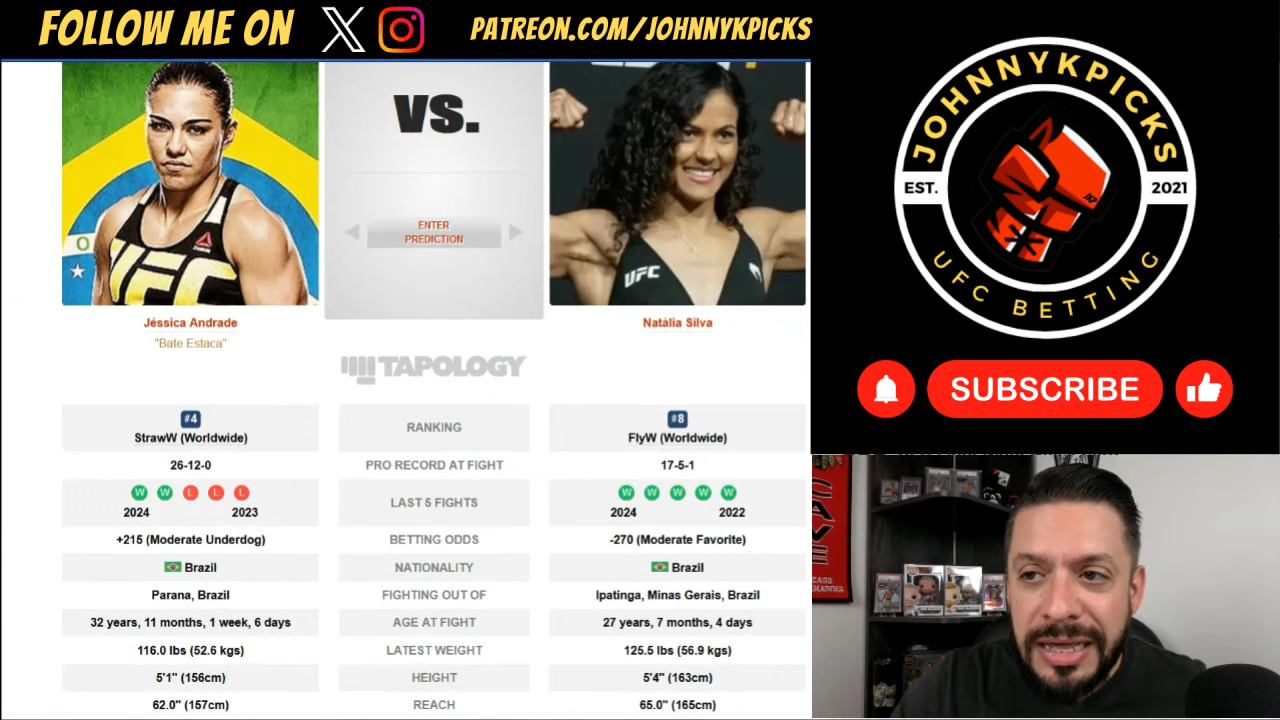 FOLLOW ME ON
PATREON.COM/JOHNNYKPICKS
VS.
ENTER
PREDICTION
UFC
UFC
O
Jéssica Andrade
"Bate Estaca"
Natália Silva
TAPOLOGY
#4
StrawW (Worldwide)
RANKING
#8
FlyW (Worldwide)
26-12-0
PRO RECORD AT FIGHT
17-5-1
W W L L L
2024 2023
LAST 5 FIGHTS
W W W W W
2024 2022
+215 (Moderate Underdog)
BETTING ODDS
-270 (Moderate Favorite)
Brazil
NATIONALITY
Brazil
Parana, Brazil
FIGHTING OUT OF
Ipatinga, Minas Gerais, Brazil
32 years, 11 months, 1 week, 6 days
AGE AT FIGHT
27 years, 7 months, 4 days
116.0 lbs (52.6 kgs)
LATEST WEIGHT
125.5 lbs (56.9 kgs)
5'1" (156cm)
HEIGHT
5'4" (163cm)
62.0" (157cm)
REACH
65.0" (165cm)
JOHNNYKPICKS
EST. 2021
JKP
UFC BETTING
SUBSCRIBE